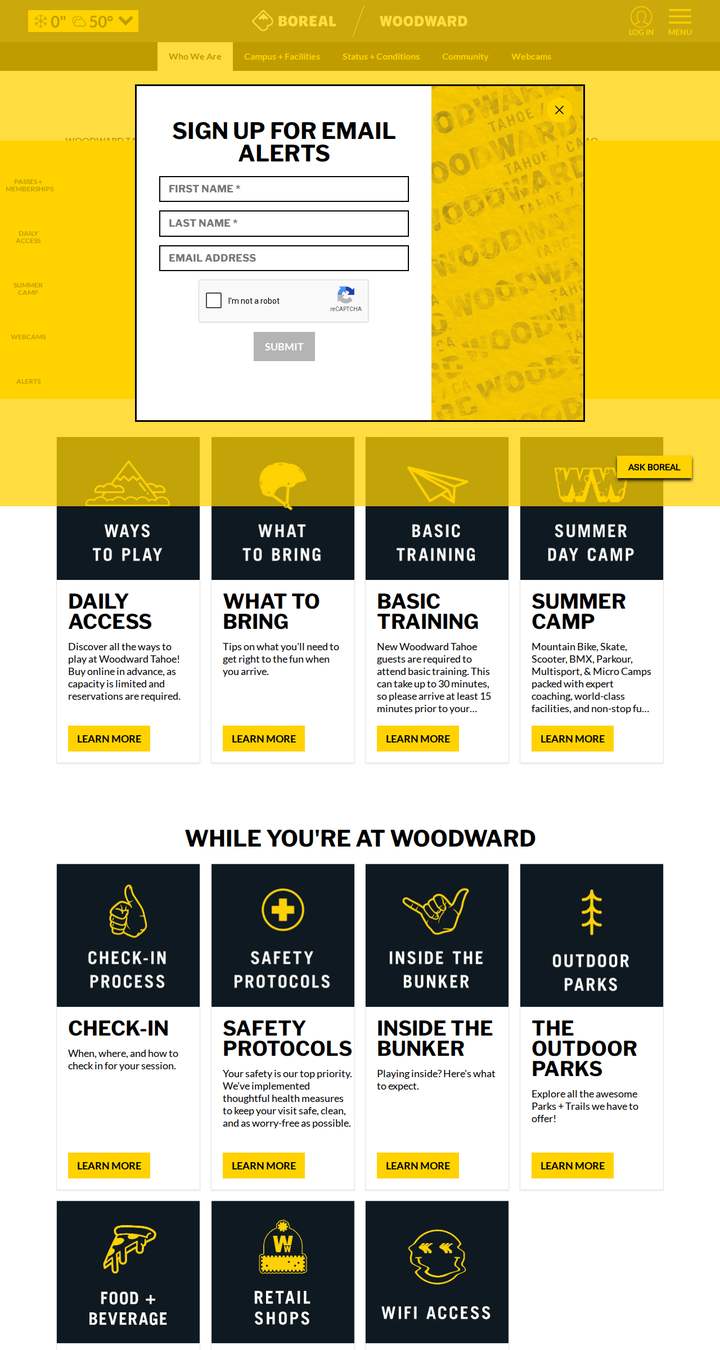 0" 50°
BOREAL
WOODWARD
LOG IN
MENU
Who We Are
Campus + Facilities
Status + Conditions
Community
Webcams
PASSES +
MEMBERSHIPS
DAILY
ACCESS
SUMMER
CAMP
WEBCAMS
ALERTS
SIGN UP FOR EMAIL
ALERTS
FIRST NAME *
LAST NAME *
EMAIL ADDRESS
I'm not a robot
reCAPTCHA
SUBMIT
ASK BOREAL
WAYS
TO PLAY
WHAT
TO BRING
BASIC
TRAINING
SUMMER
DAY CAMP
DAILY
ACCESS
Discover all the ways to
play at Woodward Tahoe!
Buy online in advance, as
capacity is limited and
reservations are required.
LEARN MORE
WHAT TO
BRING
Tips on what you'll need to
get right to the fun when
you arrive.
LEARN MORE
BASIC
TRAINING
New Woodward Tahoe
guests are required to
attend basic training. This
can take up to 30 minutes,
so please arrive at least 15
minutes prior to your...
LEARN MORE
SUMMER
CAMP
Mountain Bike, Skate,
Scooter, BMX, Parkour,
Multisport, & Micro Camps
packed with expert
coaching, world-class
facilities, and non-stop fu...
LEARN MORE
WHILE YOU'RE AT WOODWARD
CHECK-IN
PROCESS
SAFETY
PROTOCOLS
INSIDE THE
BUNKER
OUTDOOR
PARKS
CHECK-IN
When, where, and how to
check in for your session.
LEARN MORE
SAFETY
PROTOCOLS
Your safety is our top priority.
We've implemented
thoughtful health measures
to keep your visit safe, clean,
and as worry-free as possible.
LEARN MORE
INSIDE THE
BUNKER
Playing inside? Here's what
to expect.
LEARN MORE
THE
OUTDOOR
PARKS
Explore all the awesome
Parks + Trails we have to
offer!
LEARN MORE
FOOD +
BEVERAGE
RETAIL
SHOPS
WIFI ACCESS